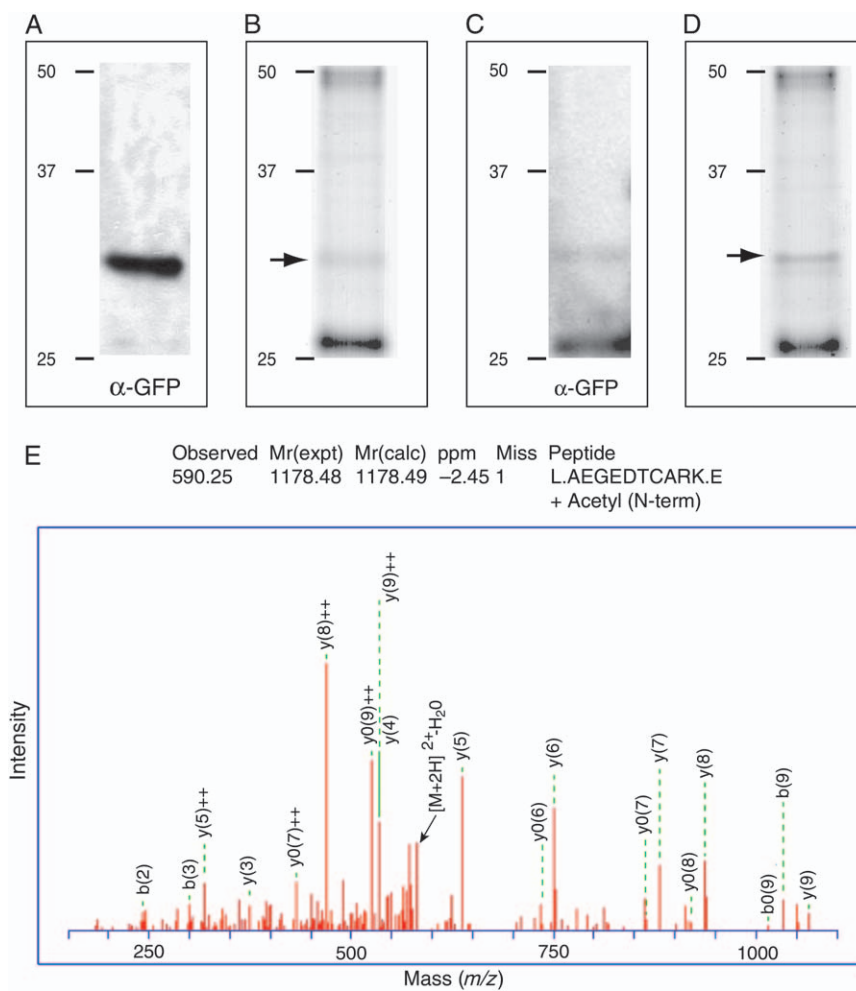 A
B
C
D
50
37
25
α-GFP
50
37
25
50
37
25
α-GFP
50
37
25
E
Observed Mr(expt) Mr(calc) ppm Miss Peptide
590.25 1178.48 1178.49 –2.45 1 L.AEGEDTCARK.E
+ Acetyl (N-term)
Intensity
b(2)
b(3)
y(5)++
y(3)
y0(7)++
y(8)++
y0(9)++
y(9)++
y(4)
[M+2H]²⁺-H₂0
y(5)
y0(6)
y(6)
y0(7)
y(7)
y0(8)
y(8)
b0(9)
b(9)
y(9)
250 500 750 1000
Mass (m/z)